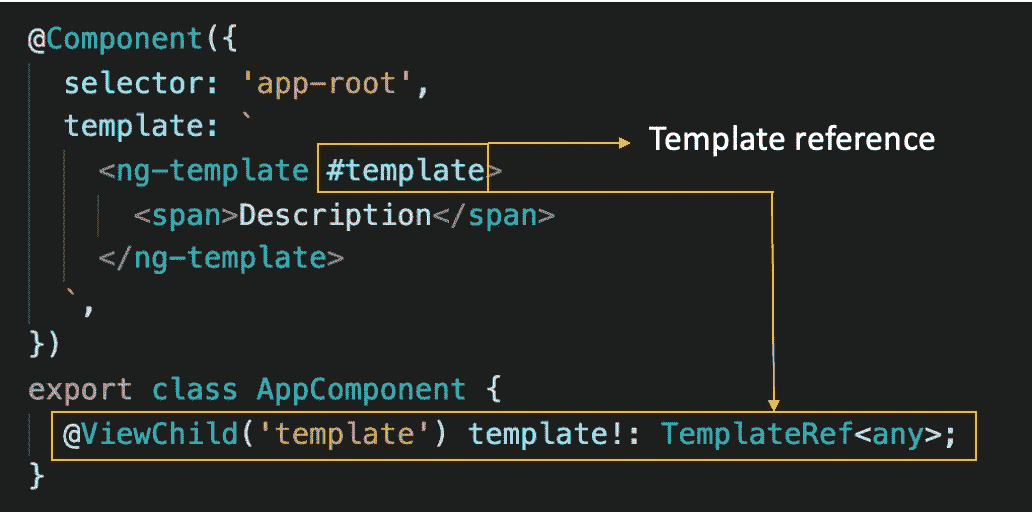 @Component({
selector: 'app-root',
template: `
<ng-template #template>
<span>Description</span>
</ng-template>
`,
})
export class AppComponent {
@ViewChild('template') template!: TemplateRef<any>;
}
Template reference